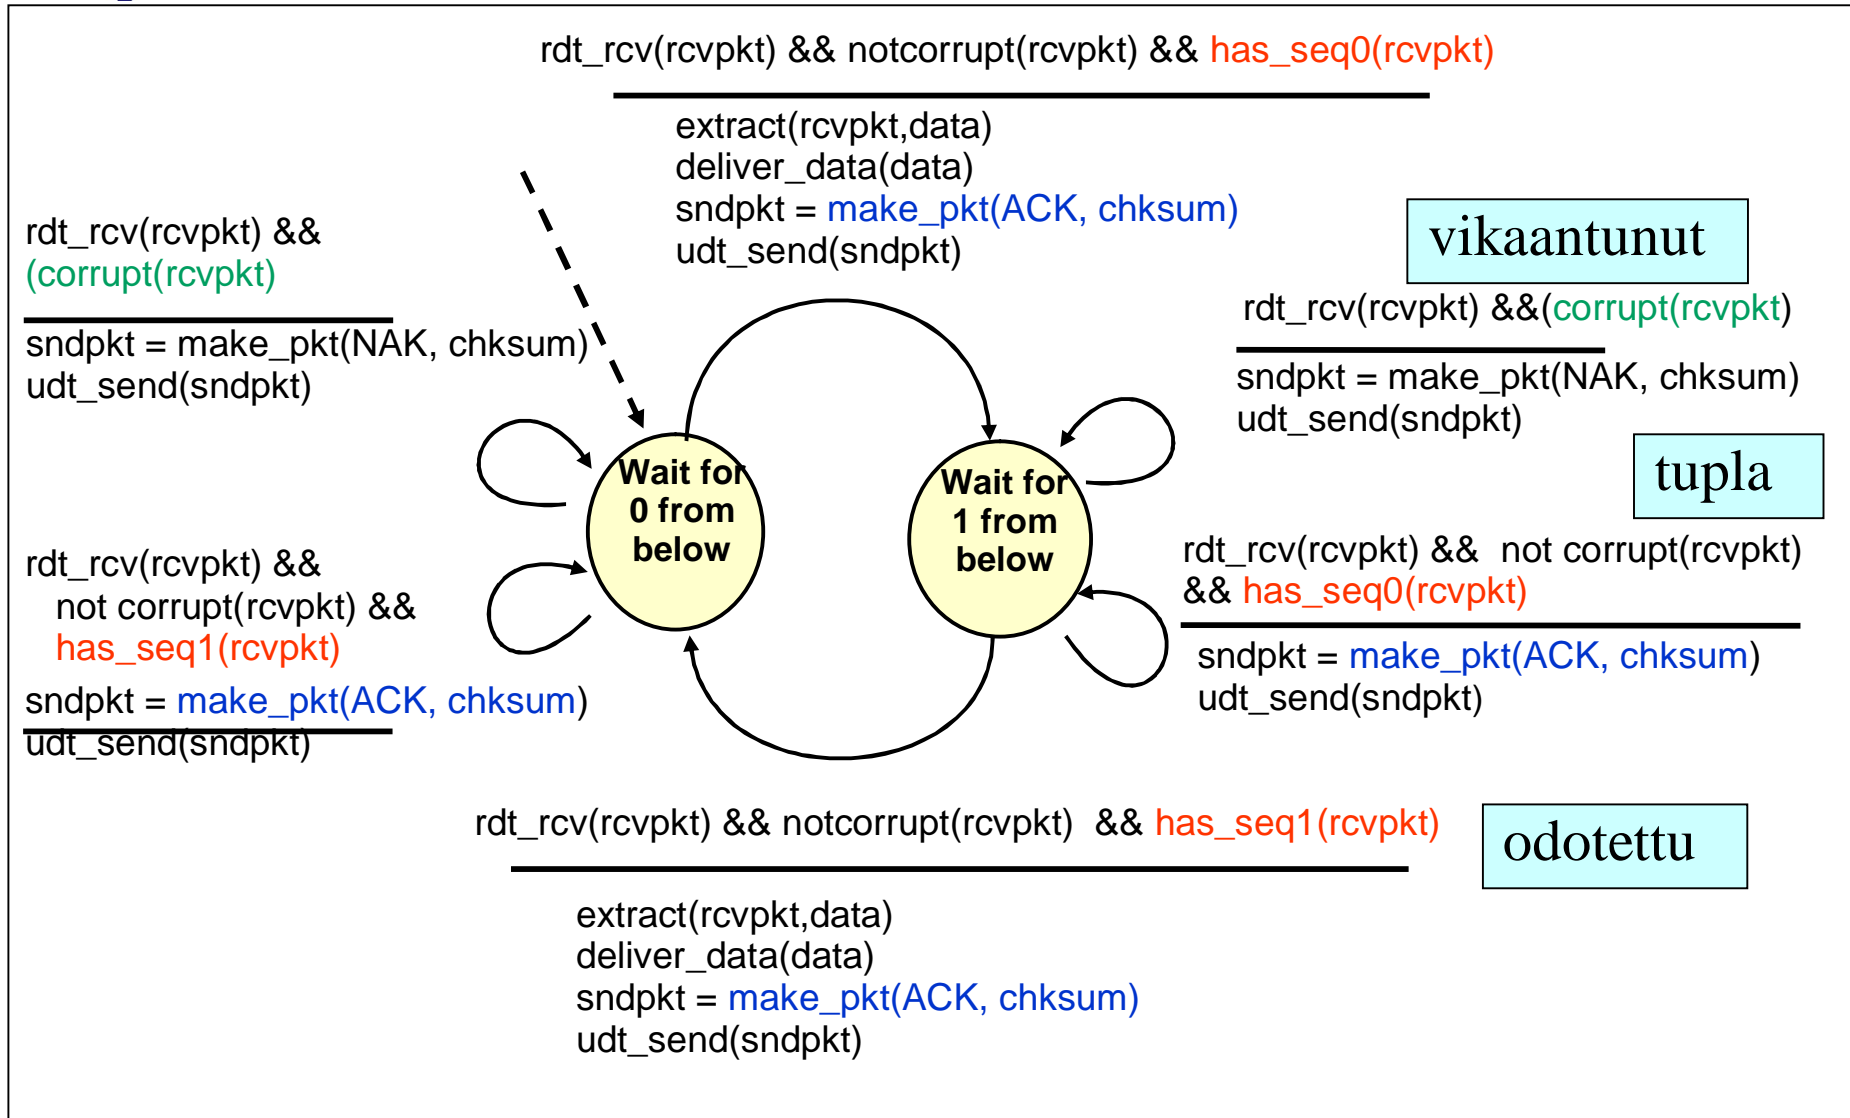 rdt_rcv(rcvpkt) && notcorrupt(rcvpkt) && has_seq0(rcvpkt)
extract(rcvpkt,data)
deliver_data(data)
sndpkt = make_pkt(ACK, chksum)
udt_send(sndpkt)
rdt_rcv(rcvpkt) &&
(corrupt(rcvpkt)
sndpkt = make_pkt(NAK, chksum)
udt_send(sndpkt)
vikaantunut
rdt_rcv(rcvpkt) &&(corrupt(rcvpkt)
sndpkt = make_pkt(NAK, chksum)
udt_send(sndpkt)
Wait for
0 from
below
Wait for
1 from
below
tupla
rdt_rcv(rcvpkt) &&
not corrupt(rcvpkt) &&
has_seq1(rcvpkt)
sndpkt = make_pkt(ACK, chksum)
udt_send(sndpkt)
rdt_rcv(rcvpkt) && not corrupt(rcvpkt)
&& has_seq0(rcvpkt)
sndpkt = make_pkt(ACK, chksum)
udt_send(sndpkt)
rdt_rcv(rcvpkt) && notcorrupt(rcvpkt) && has_seq1(rcvpkt)
odotettu
extract(rcvpkt,data)
deliver_data(data)
sndpkt = make_pkt(ACK, chksum)
udt_send(sndpkt)